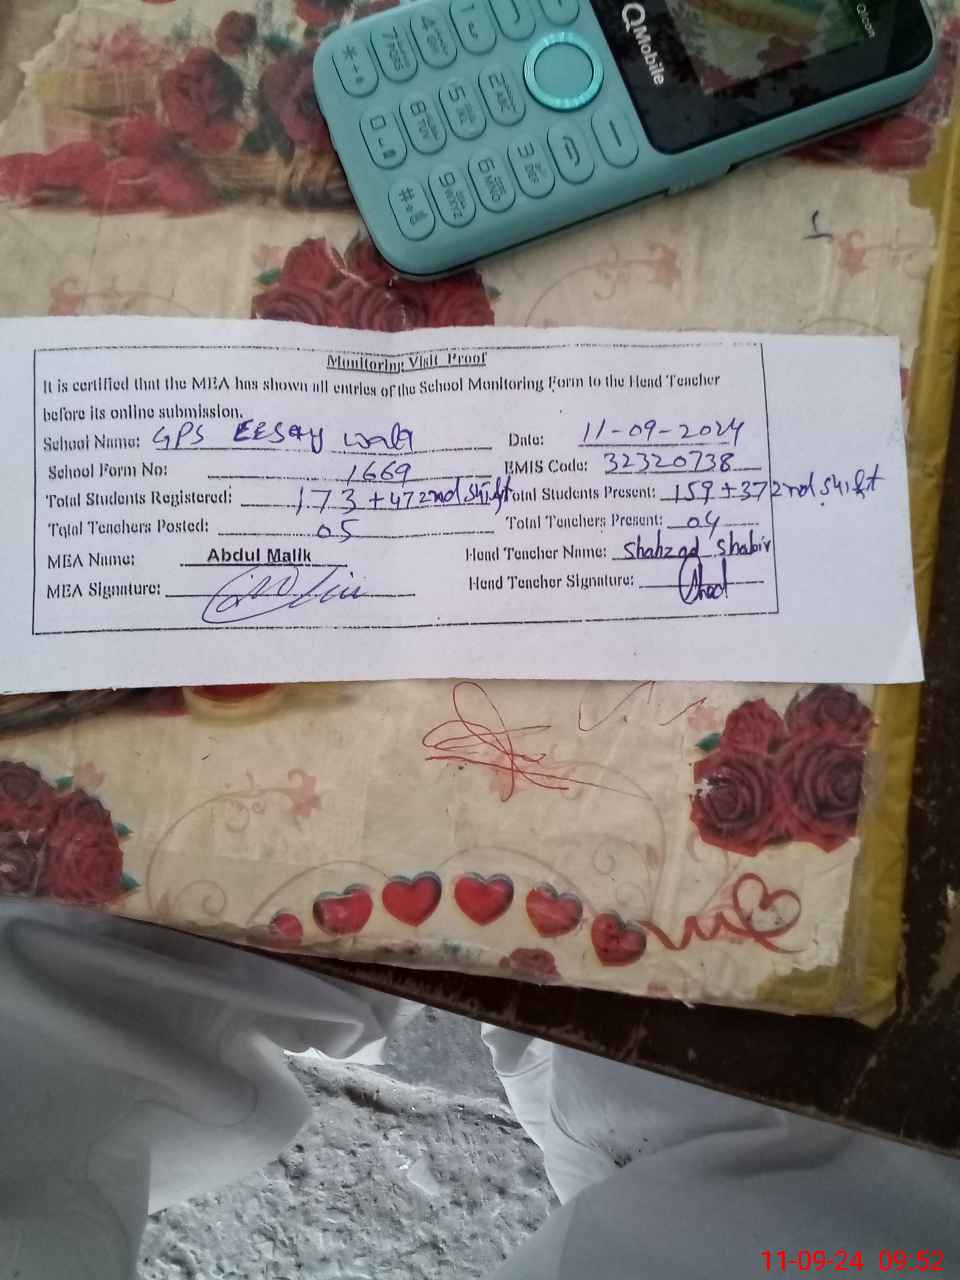 QMobile
Monitoring Visit Proof
It is certified that the MEA has shown all entries of the School Monitoring Form to the Head Teacher
before its online submission.
School Name: GPS EESAY wala Date: 11-09-2024
School Form No: 1669 EMIS Code: 32320738
Total Students Registered: 173 + 47 2nd shift Total Students Present: 159 + 37 2nd shift
Total Teachers Posted: 05 Total Teachers Present: 04
MEA Name: Abdul Malik Head Teacher Name: Shahzad Shabir
MEA Signature: Head Teacher Signature:
11-09-24 09:52